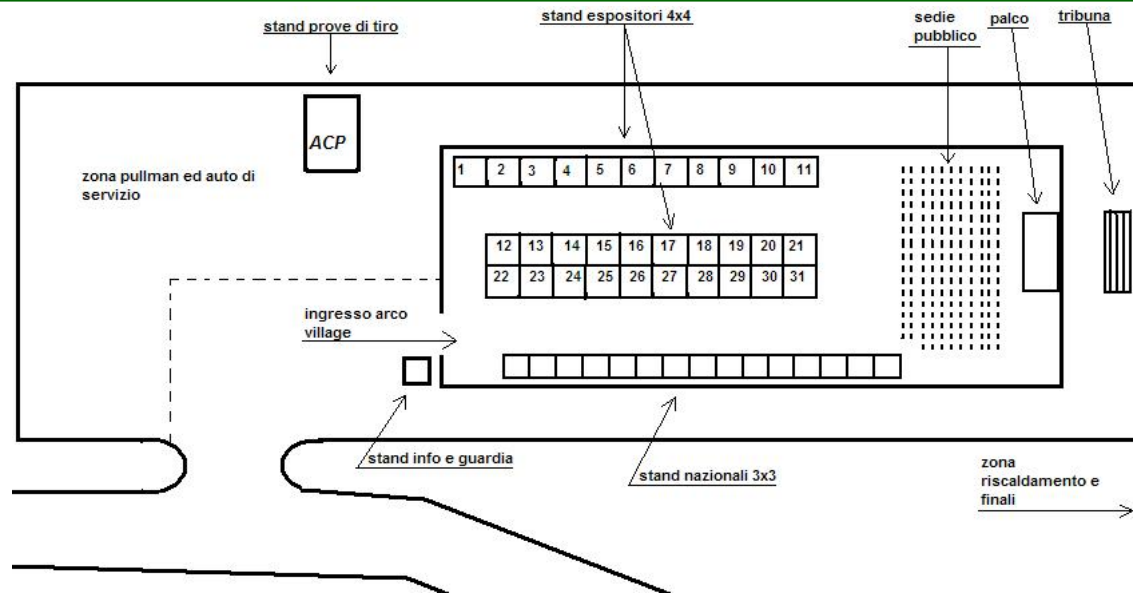 stand prove di tiro
stand espositori 4x4
sedie
pubblico
palco
tribuna
ACP
zona pullman ed auto di
servizio
1 2 3 4 5 6 7 8 9 10 11
12 13 14 15 16 17 18 19 20 21
22 23 24 25 26 27 28 29 30 31
ingresso arco
village
stand info e guardia
stand nazionali 3x3
zona
riscaldamento e
finali